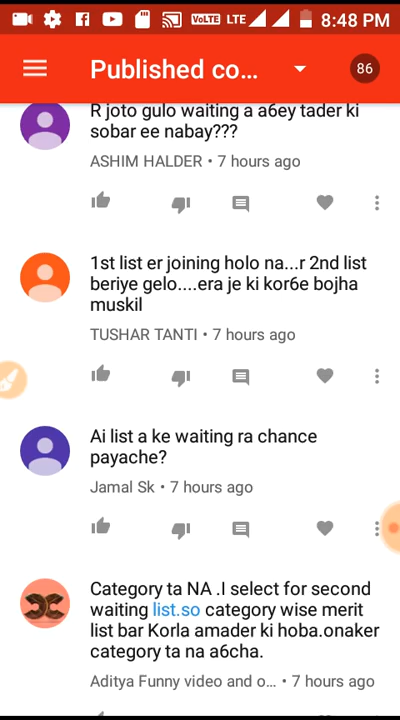 VoLTE LTE 8:48 PM
Published co... 86
R joto gulo waiting a a6ey tader ki
sobar ee nabay???
ASHIM HALDER • 7 hours ago
1st list er joining holo na...r 2nd list
beriye gelo....era je ki kor6e bojha
muskil
TUSHAR TANTI • 7 hours ago
Ai list a ke waiting ra chance
payache?
Jamal Sk • 7 hours ago
Category ta NA .I select for second
waiting list.so category wise merit
list bar Korla amader ki hoba.onaker
category ta na a6cha.
Aditya Funny video and o... • 7 hours ago